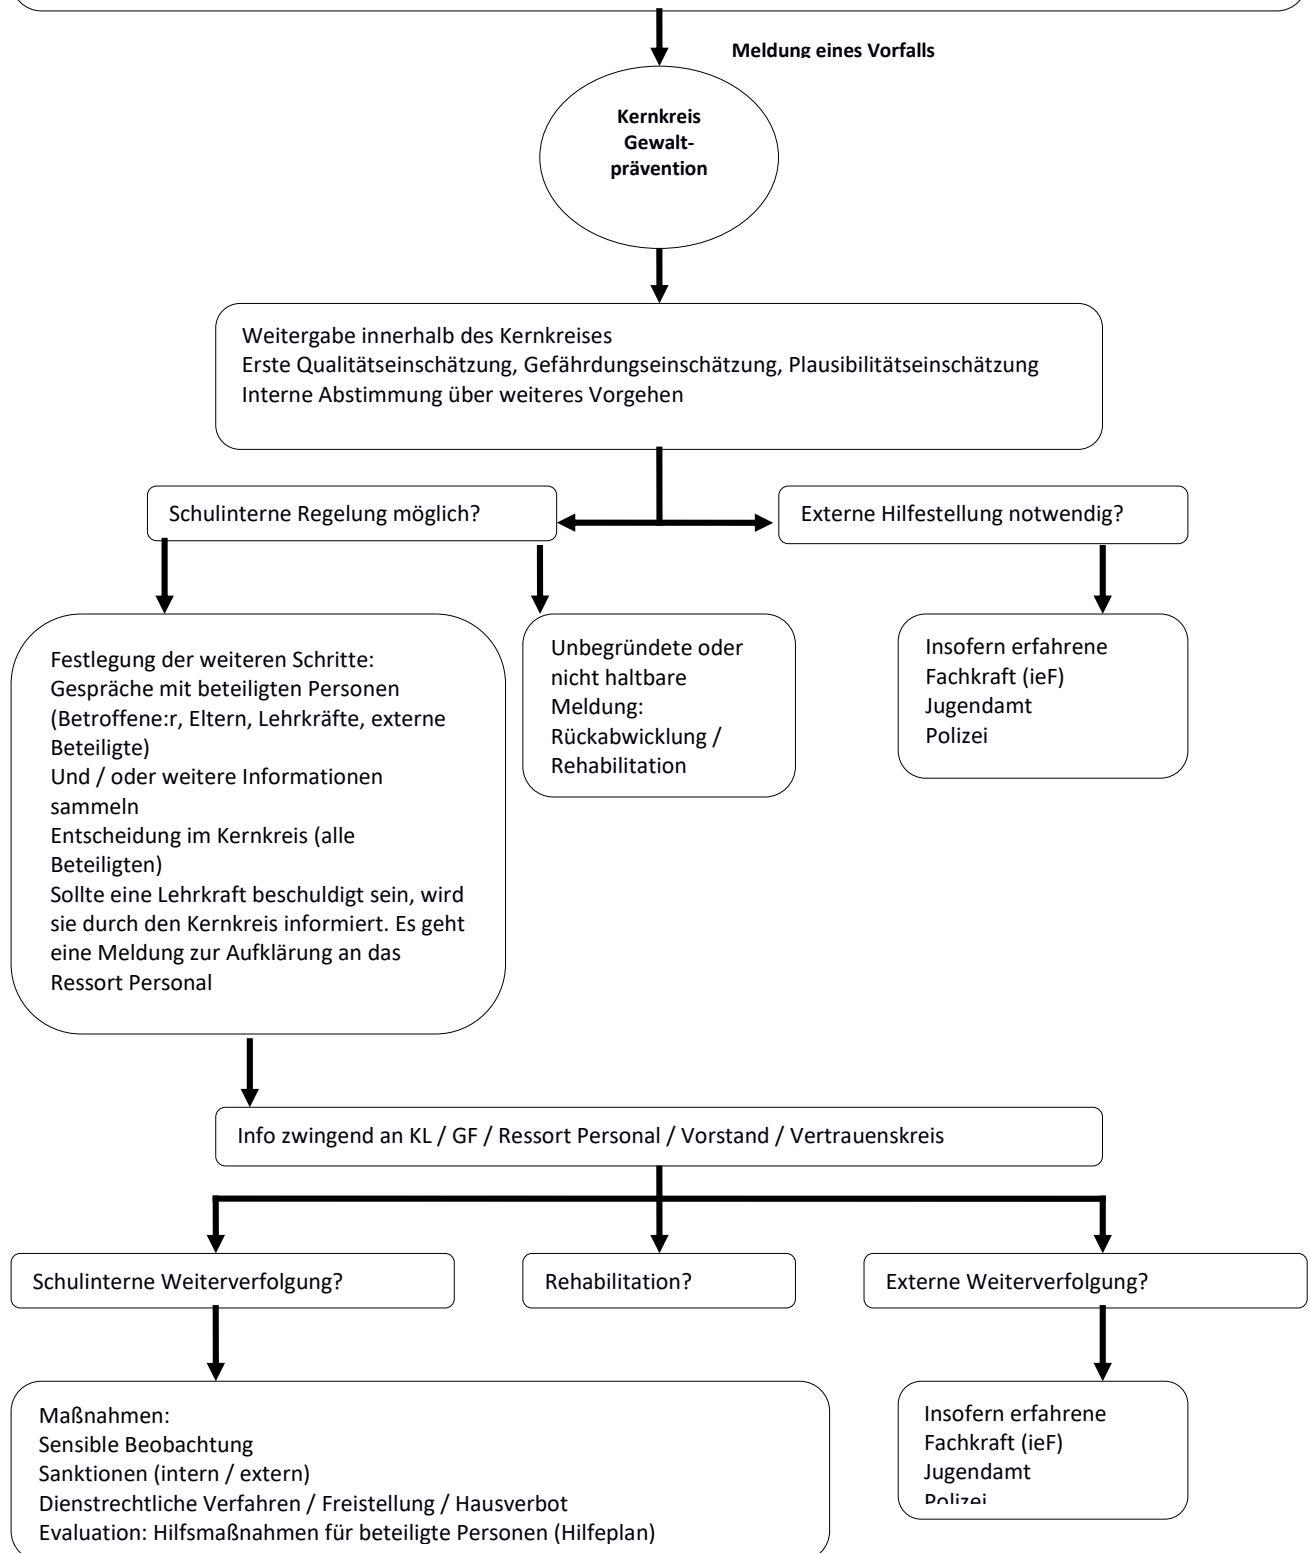 Meldung eines Vorfalls
Kernkreis
Gewalt-
prävention
Weitergabe innerhalb des Kernkreises
Erste Qualitätseinschätzung, Gefährdungseinschätzung, Plausibilitätseinschätzung
Interne Abstimmung über weiteres Vorgehen
Schulinterne Regelung möglich?
Externe Hilfestellung notwendig?
Festlegung der weiteren Schritte:
Gespräche mit beteiligten Personen
(Betroffene:r, Eltern, Lehrkräfte, externe
Beteiligte)
Und / oder weitere Informationen
sammeln
Entscheidung im Kernkreis (alle
Beteiligten)
Sollte eine Lehrkraft beschuldigt sein, wird
sie durch den Kernkreis informiert. Es geht
eine Meldung zur Aufklärung an das
Ressort Personal
Unbegründete oder
nicht haltbare
Meldung:
Rückabwicklung /
Rehabilitation
Insofern erfahrene
Fachkraft (ieF)
Jugendamt
Polizei
Info zwingend an KL / GF / Ressort Personal / Vorstand / Vertrauenskreis
Schulinterne Weiterverfolgung?
Rehabilitation?
Externe Weiterverfolgung?
Maßnahmen:
Sensible Beobachtung
Sanktionen (intern / extern)
Dienstrechtliche Verfahren / Freistellung / Hausverbot
Evaluation: Hilfsmaßnahmen für beteiligte Personen (Hilfeplan)
Insofern erfahrene
Fachkraft (ieF)
Jugendamt
Polizei